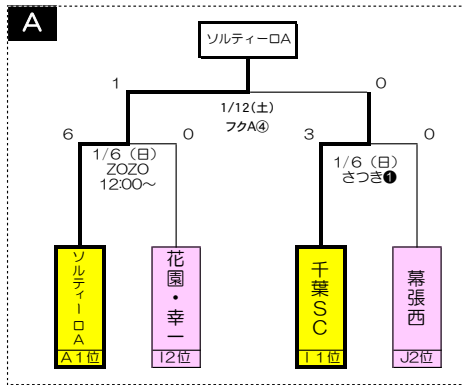 A
ソルティーロA
1
0
1/12(土)
フクA④
6
0
3
0
1/6（日）
ZOZO
12:00～
1/6（日）
さつき❶
ソルティーロA
花園・幸一
千葉SC
幕張西
A1位
I2位
I1位
J2位